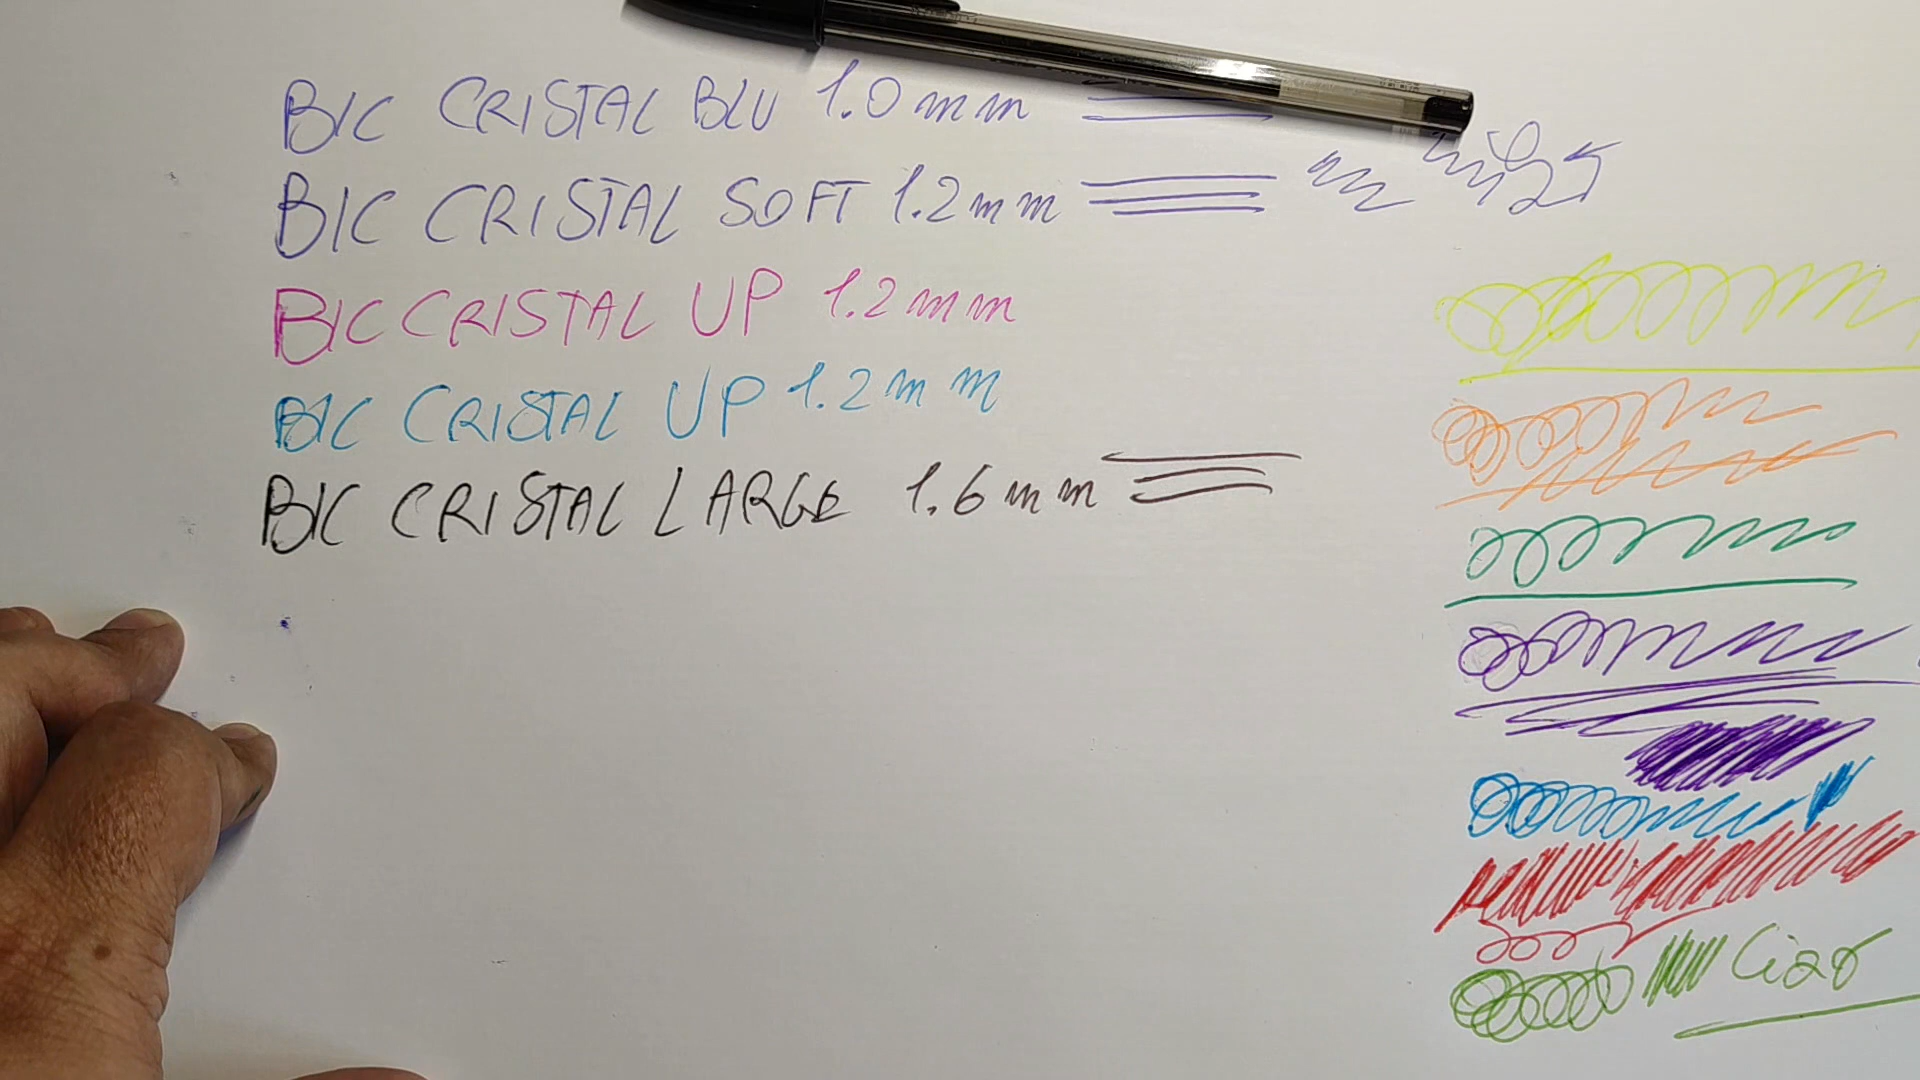 BIC CRISTAL BLU 1.0 mm
BIC CRISTAL SOFT 1.2 mm
BIC CRISTAL UP 1.2 mm
BIC CRISTAL UP 1.2 mm
BIC CRISTAL LARGE 1.6 mm
Ciao